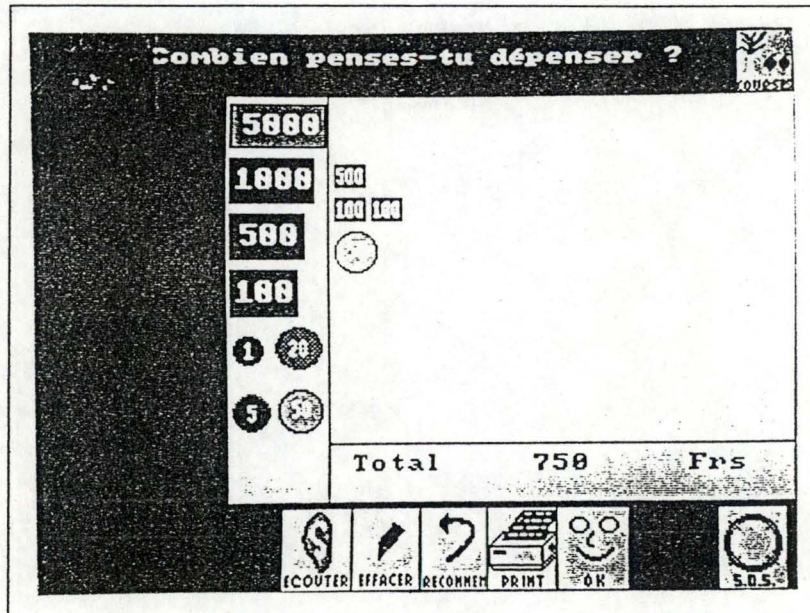 Combien penses-tu dépenser ?
5000
1000
500
100
1 20
5 50
500
100 100
Total 750 Frs
ECOUTER EFFACER RECOMMEN PRINT OK S.O.S.